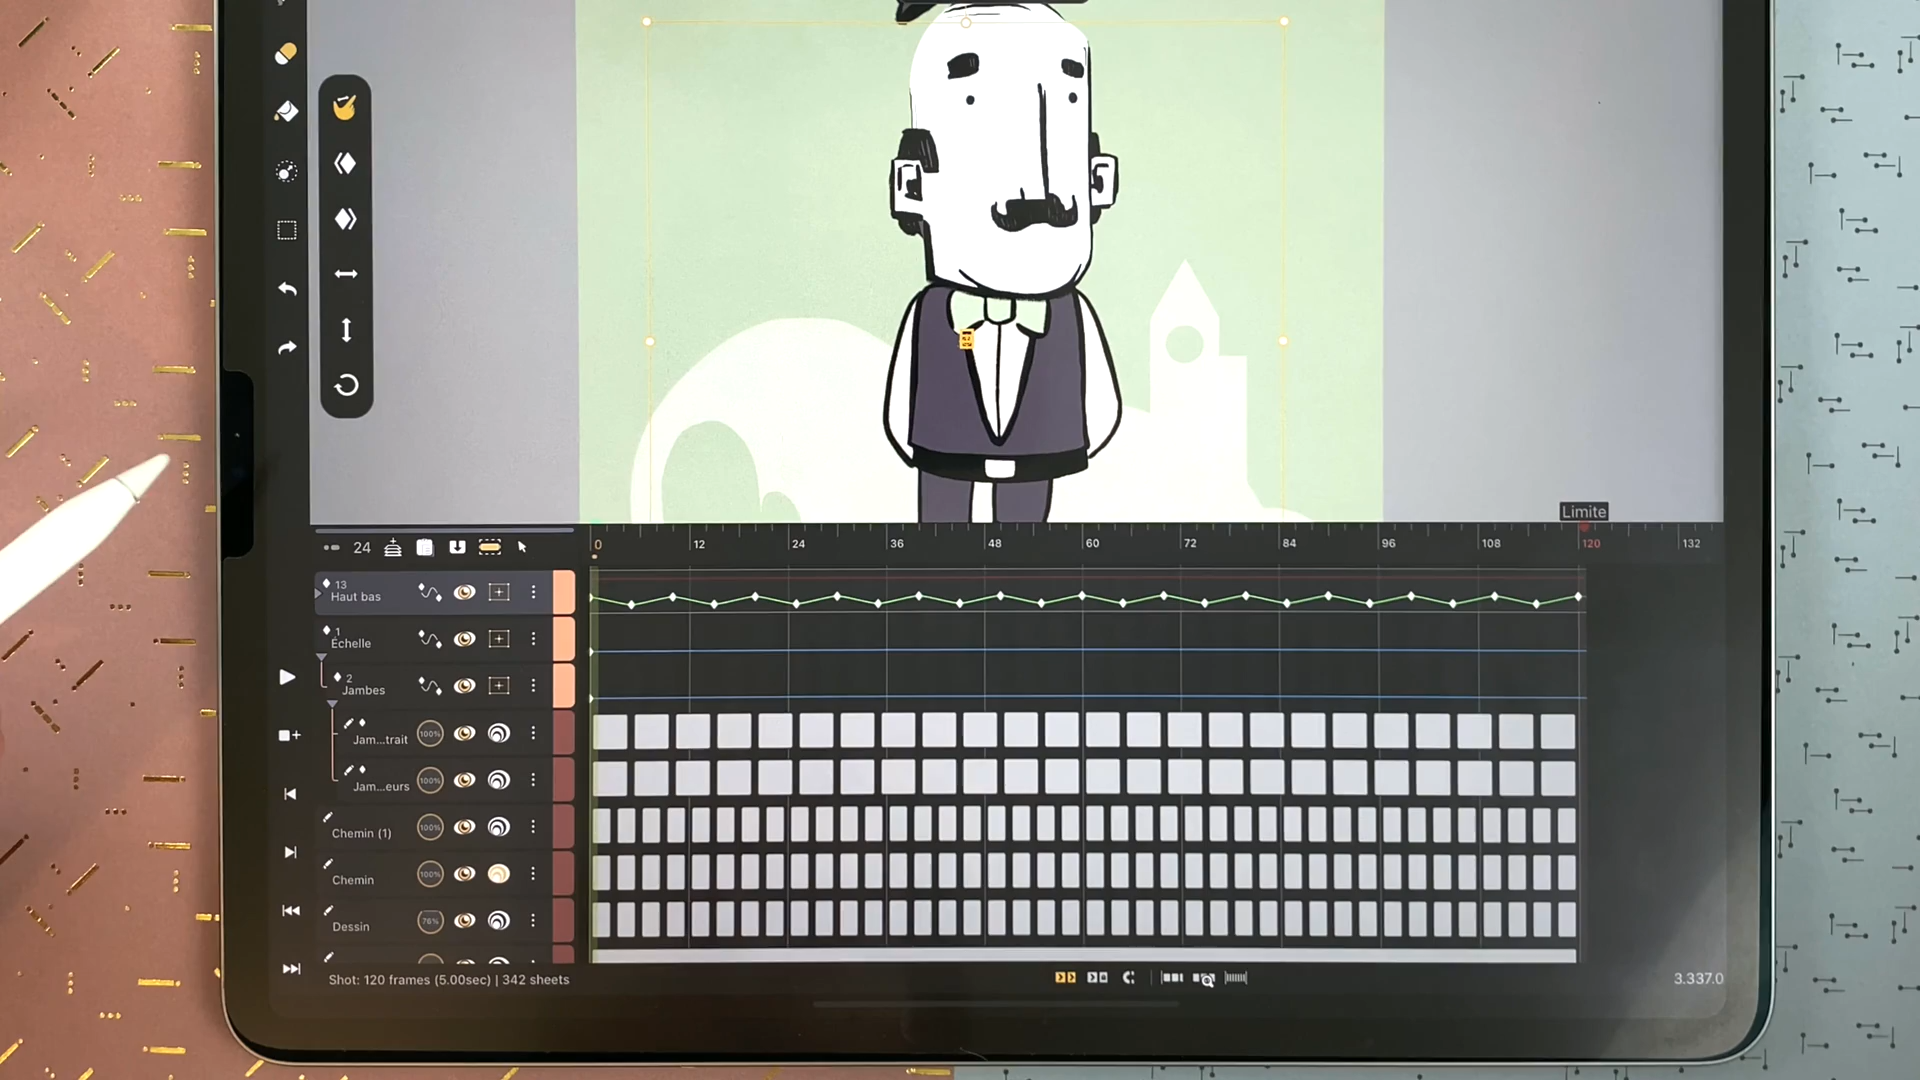 Limite
24
0 12 24 36 48 60 72 84 96 108 120 132
13
Haut bas
1
Échelle
2
Jambes
Jam...trait
100%
Jam...eurs
100%
Chemin (1)
100%
Chemin
100%
Dessin
76%
Shot: 120 frames (5.00sec) | 342 sheets
3.337.0